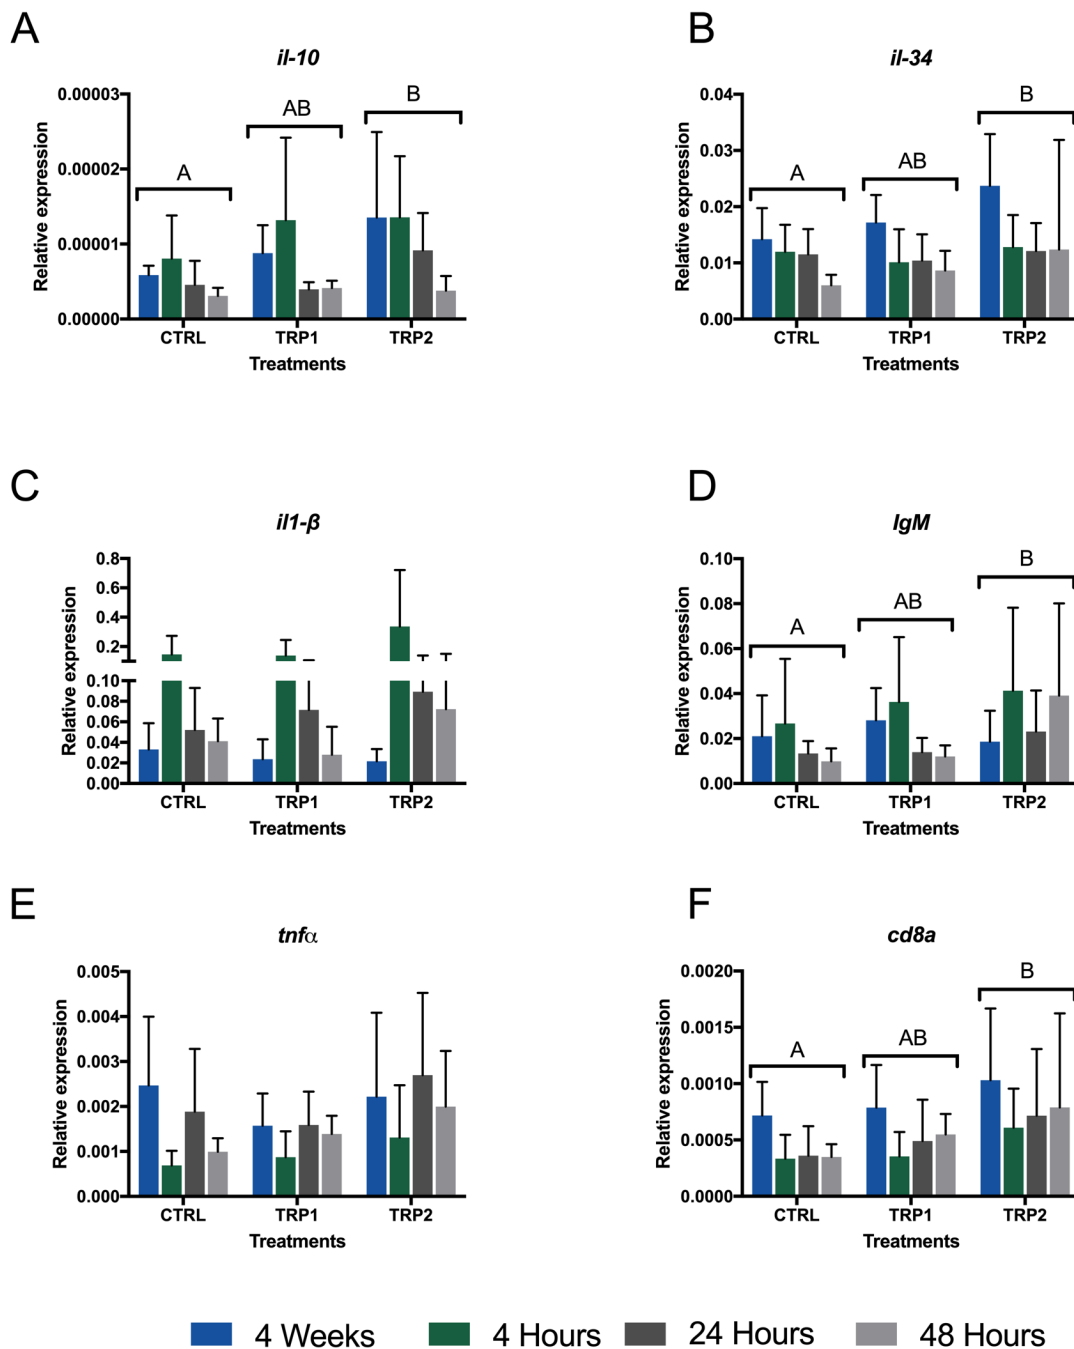 A
il-10
Relative expression
0.00003
0.00002
0.00001
0.00000
A
AB
B
CTRL
TRP1
TRP2
Treatments
B
il-34
Relative expression
0.04
0.03
0.02
0.01
0.00
A
AB
B
CTRL
TRP1
TRP2
Treatments
C
il1-β
Relative expression
0.8
0.6
0.4
0.2
0.10
0.08
0.06
0.04
0.02
0.00
CTRL
TRP1
TRP2
Treatments
D
IgM
Relative expression
0.10
0.08
0.06
0.04
0.02
0.00
A
AB
B
CTRL
TRP1
TRP2
Treatments
E
tnfα
Relative expression
0.005
0.004
0.003
0.002
0.001
0.000
CTRL
TRP1
TRP2
Treatments
F
cd8a
Relative expression
0.0020
0.0015
0.0010
0.0005
0.0000
A
AB
B
CTRL
TRP1
TRP2
Treatments
4 Weeks
4 Hours
24 Hours
48 Hours